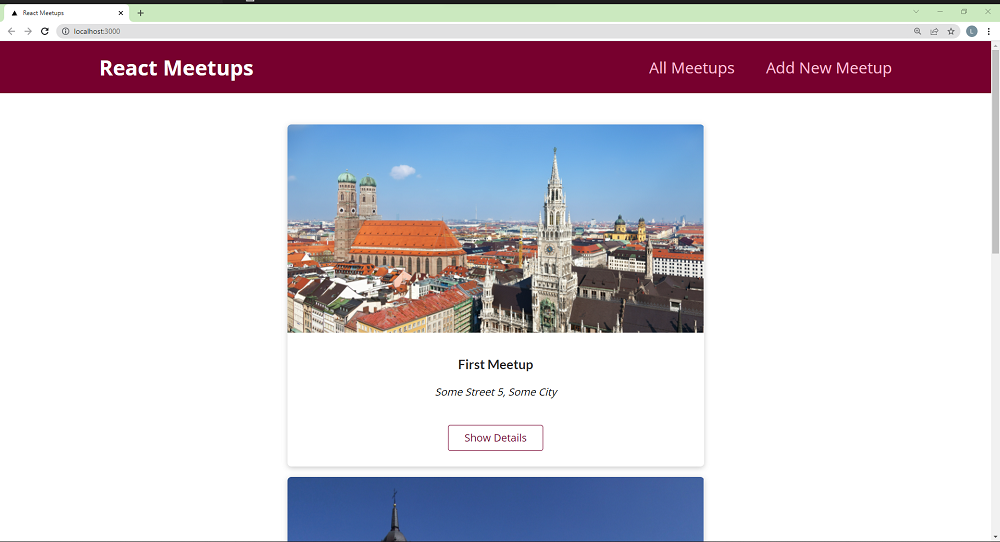 React Meetups
localhost:3000
L
React Meetups
All Meetups
Add New Meetup
First Meetup
Some Street 5, Some City
Show Details